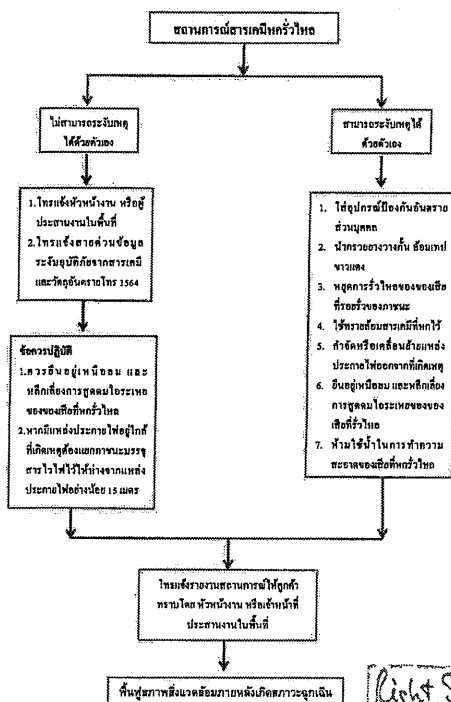 สถานการณ์สารเคมีหกรั่วไหล
ไม่สามารถระงับเหตุ
ได้ด้วยตัวเอง
1.โทรแจ้งหัวหน้างาน หรือผู้
ประสานงานในพื้นที่
2.โทรแจ้งสายด่วนข้อมูล
ระงับอุบัติภัยจากสารเคมี
และวัตถุอันตรายโทร 1564
ข้อควรปฏิบัติ
1.ควรยืนอยู่เหนือลม และ
หลีกเลี่ยงการสูดดมไอระเหย
ของของเสียที่หกรั่วไหล
2.หากมีแหล่งประกายไฟอยู่ใกล้
ที่เกิดเหตุต้องแยกภาชนะบรรจุ
สารไวไฟไว้ให้ห่างจากแหล่ง
ประกายไฟอย่างน้อย 15 เมตร
สามารถระงับเหตุได้
ด้วยตัวเอง
1. ใส่อุปกรณ์ป้องกันอันตราย
ส่วนบุคคล
2. นำกรวยยางวางกั้น ล้อมเทป
ขาวแดง
3. หยุดการรั่วไหลของของเสีย
ที่รอยรั่วของภาชนะ
4. ใช้ทรายล้อมสารเคมีที่หกไว้
5. กำจัดหรือเคลื่อนย้ายแหล่ง
ประกายไฟออกจากที่เกิดเหตุ
6. ยืนอยู่เหนือลม และหลีกเลี่ยง
การสูดดมไอระเหยของของ
เสียที่รั่วไหล
7. ห้ามใช้น้ำในการทำความ
สะอาดของเสียที่หกรั่วไหล
โทรแจ้งรายงานสถานการณ์ให้ลูกค้า
ทราบโดย หัวหน้างาน หรือเจ้าหน้าที่
ประสานงานในพื้นที่
ฟื้นฟูสภาพสิ่งแวดล้อมภายหลังเกิดสภาวะฉุกเฉิน
Right S